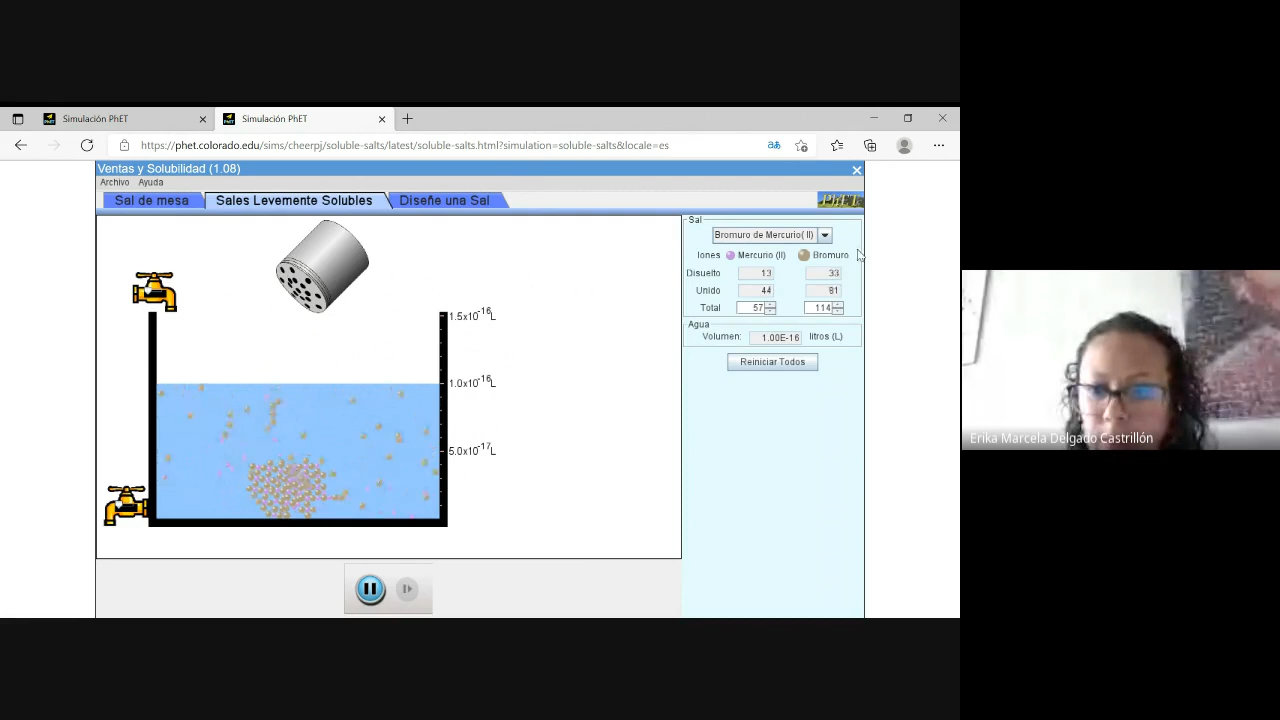 Simulación PhET
Simulación PhET
https://phet.colorado.edu/sims/cheerpj/soluble-salts/latest/soluble-salts.html?simulation=soluble-salts&locale=es
Ventas y Solubilidad (1.08)
Archivo Ayuda
Sal de mesa
Sales Levemente Solubles
Diseñe una Sal
PhET
Sal
Bromuro de Mercurio( II)
Iones Mercurio (II) Bromuro
Disuelto 13 33
Unido 44 81
Total 57 114
Agua
Volumen: 1.00E-16 litros (L)
Reiniciar Todos
1.5x10-16L
1.0x10-16L
5.0x10-17L
Erika Marcela Delgado Castrillón